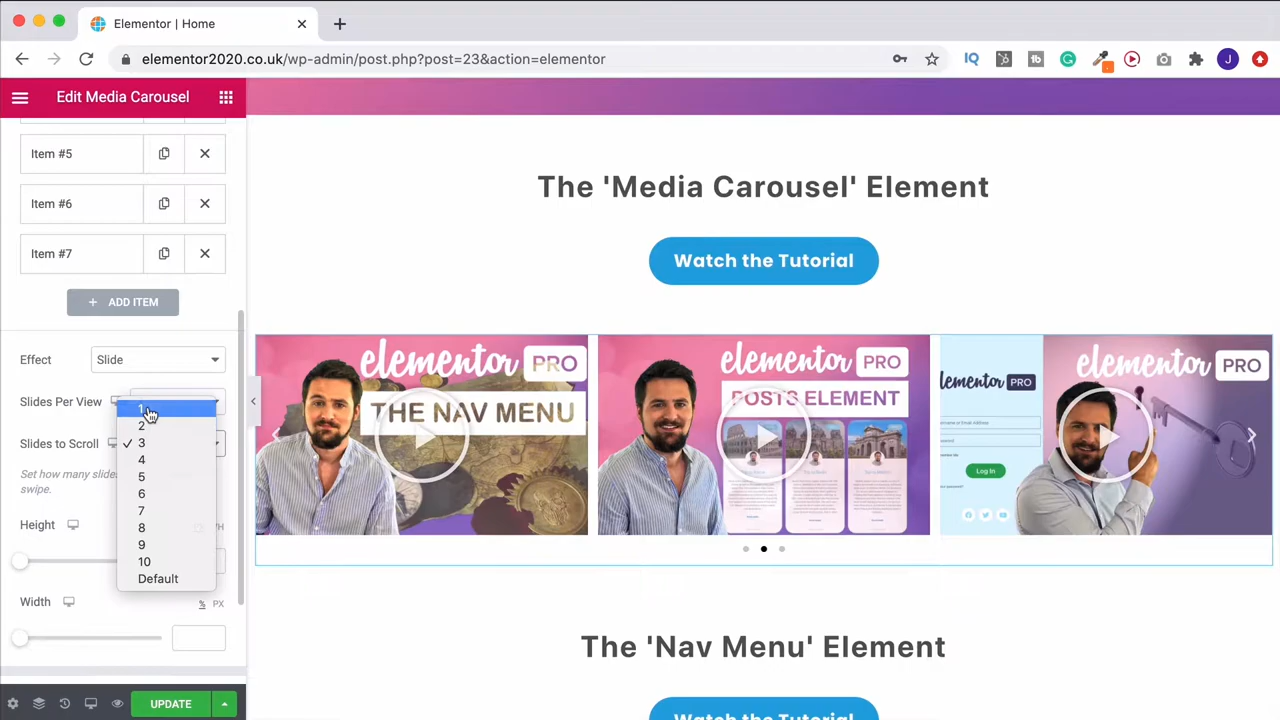 Elementor | Home
elementor2020.co.uk/wp-admin/post.php?post=23&action=elementor
IQ
tb
J
Edit Media Carousel
Item #5
Item #6
Item #7
+ ADD ITEM
Effect
Slide
Slides Per View
Slides to Scroll
Set how many slides
swipe.
1
2
3
4
5
6
7
8
9
10
Default
Height
Width
% PX
UPDATE
The 'Media Carousel' Element
Watch the Tutorial
elementor PRO
THE NAV MENU
elementor PRO
POSTS ELEMENT
elementor PRO
Log In
elementor PRO
The 'Nav Menu' Element
Watch the Tutorial